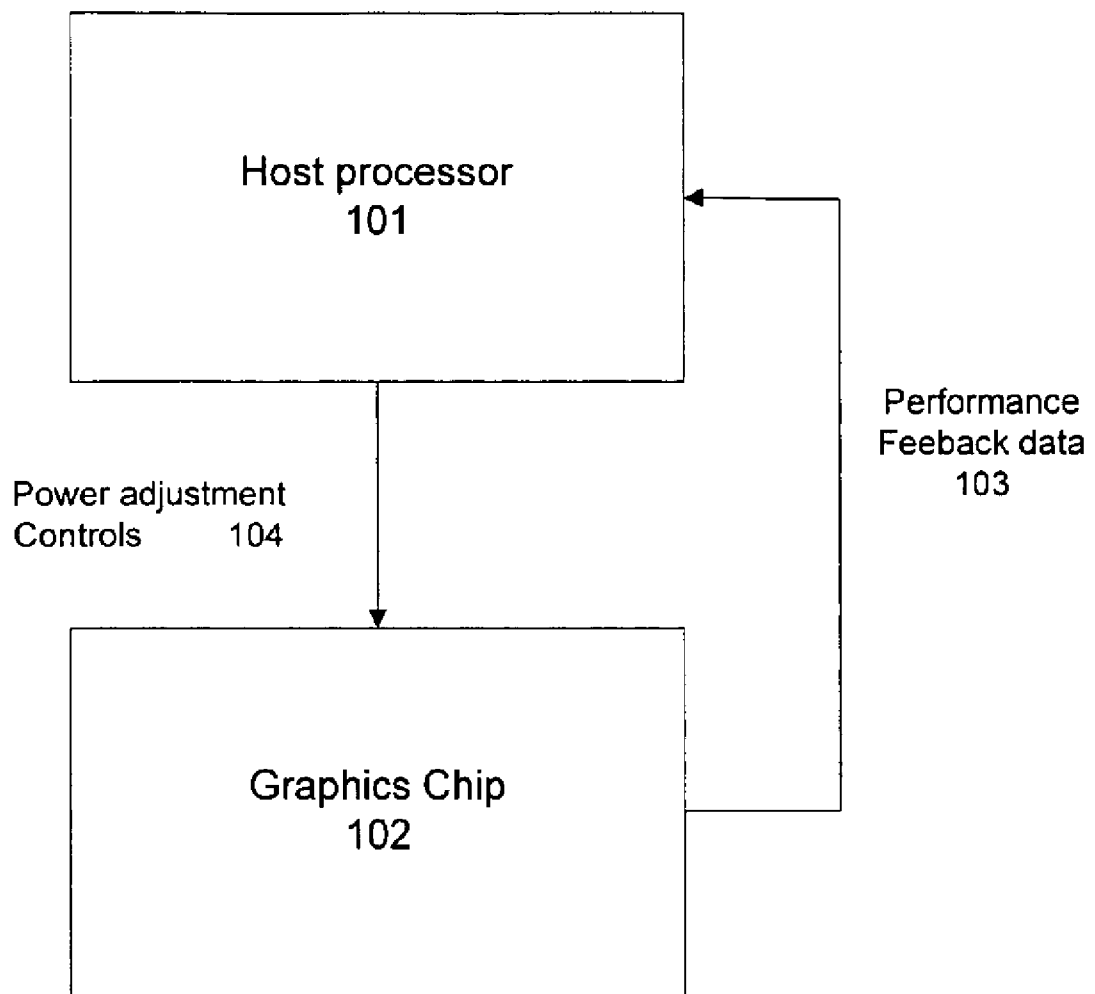 Host processor
101
Performance
Feeback data
103
Power adjustment
Controls 104
Graphics Chip
102